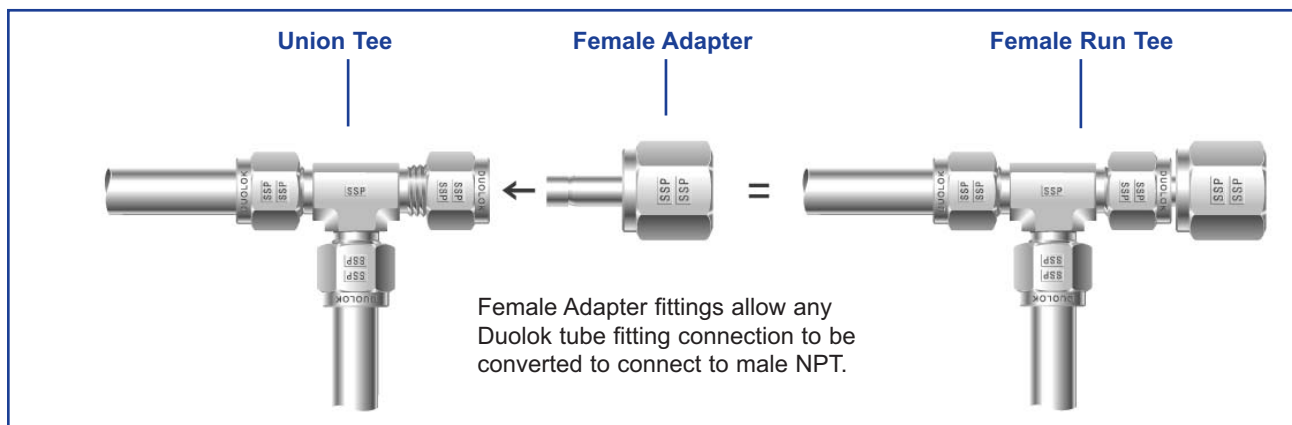 Union Tee
Female Adapter
Female Run Tee
DUOLOK
SSP
SSP
SSP
SSP
SSP
DUOLOK
SSP
SSP
DUOLOK
←
SSP
SSP
=
DUOLOK
SSP
SSP
SSP
SSP
SSP
DUOLOK
SSP
SSP
SSP
SSP
DUOLOK
Female Adapter fittings allow any
Duolok tube fitting connection to be
converted to connect to male NPT.